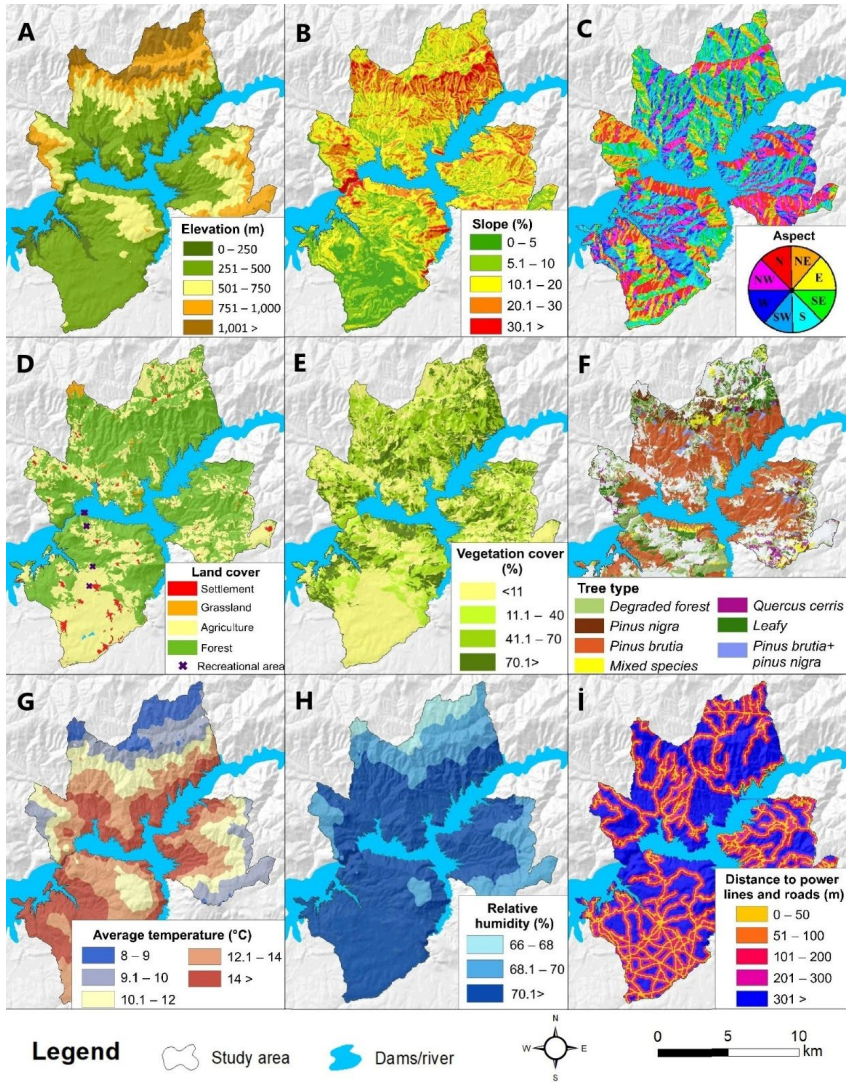 A
Elevation (m)
0 – 250
251 – 500
501 – 750
751 – 1,000
1,001 >
B
Slope (%)
0 – 5
5.1 – 10
10.1 – 20
20.1 – 30
30.1 >
C
Aspect
N
NE
E
SE
S
SW
W
NW
D
Land cover
Settlement
Grassland
Agriculture
Forest
Recreational area
E
Vegetation cover
(%)
<11
11.1 – 40
41.1 – 70
70.1>
F
Tree type
Degraded forest
Pinus nigra
Pinus brutia
Mixed species
Quercus cerris
Leafy
Pinus brutia+
pinus nigra
G
Average temperature (°C)
8 – 9
9.1 – 10
10.1 – 12
12.1 – 14
14 >
H
Relative
humidity (%)
66 – 68
68.1 – 70
70.1>
İ
Distance to power
lines and roads (m)
0 – 50
51 – 100
101 – 200
201 – 300
301 >
Legend
Study area
Dams/river
N
W
E
S
0 5 10
km